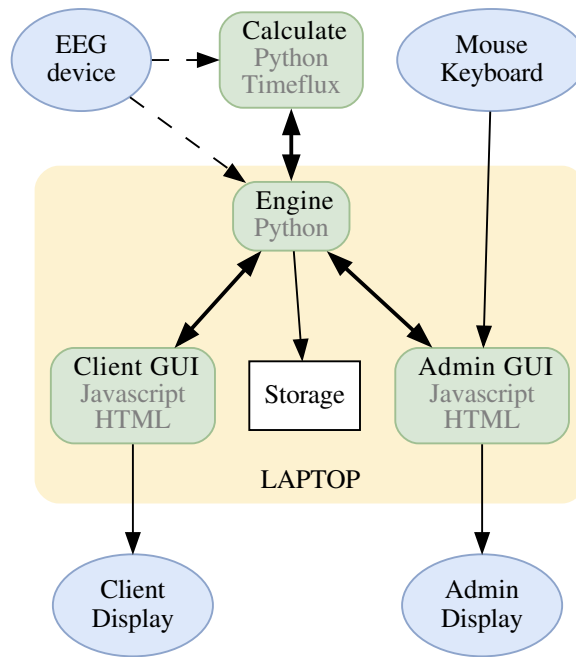 EEG
device
Calculate
Python
Timeflux
Mouse
Keyboard
Engine
Python
Client GUI
Javascript
HTML
Storage
Admin GUI
Javascript
HTML
LAPTOP
Client
Display
Admin
Display